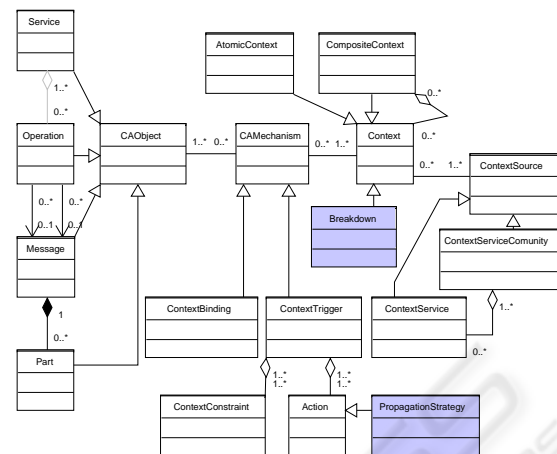 Service
AtomicContext
CompositeContext
1..*
0..*
0..*
Operation
CAObject
1..* 0..*
CAMechanism
0..* 1..*
Context
0..*
0..* 1..*
ContextSource
0..* 0..*
0..1 0..1
Message
Breakdown
ContextServiceComunity
1
0..*
Part
ContextBinding
ContextTrigger
ContextService
1..*
0..*
1..*
1..*
1..*
1..*
ContextConstraint
Action
PropagationStrategy